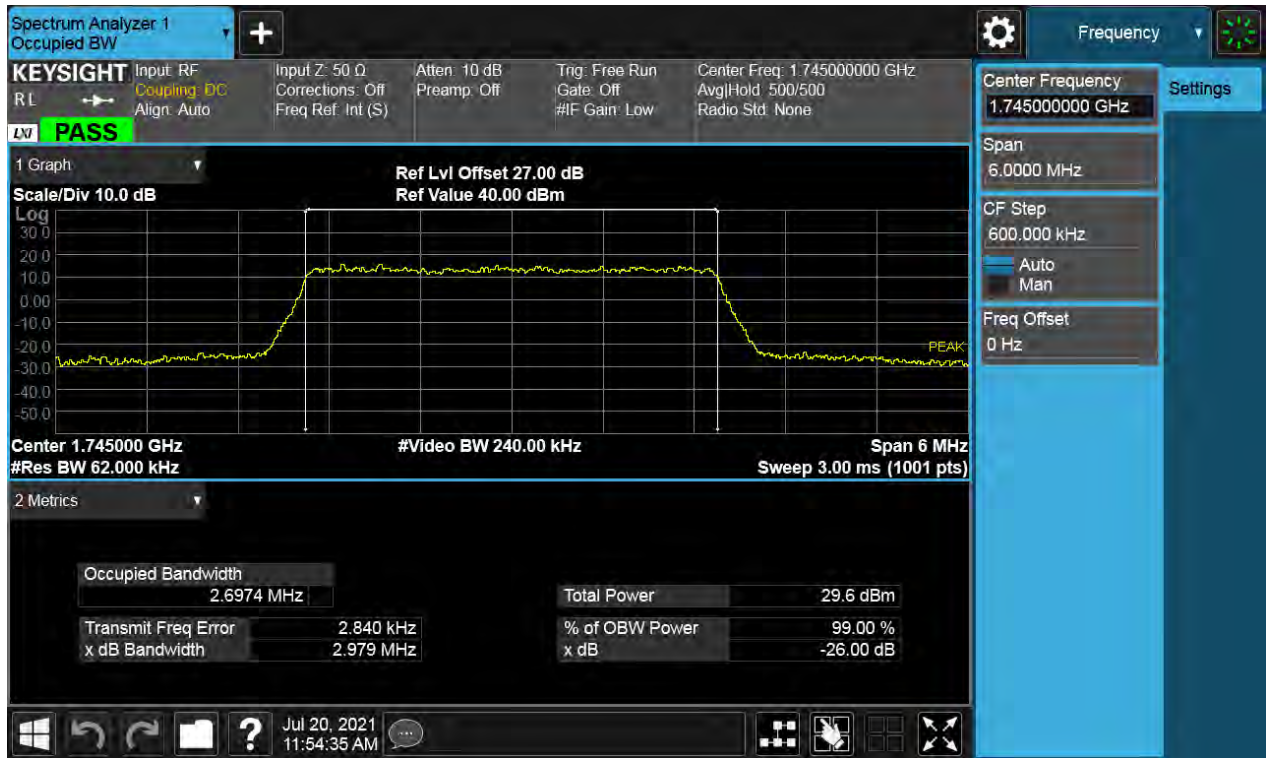 Spectrum Analyzer 1
Occupied BW
Frequency
KEYSIGHT
RL
LXI
PASS
Input: RF
Coupling: DC
Align: Auto
Input Z: 50 Ω
Corrections: Off
Freq Ref: Int (S)
Atten: 10 dB
Preamp: Off
Trig: Free Run
Gate: Off
#IF Gain: Low
Center Freq: 1.745000000 GHz
Avg|Hold: 500/500
Radio Std: None
Center Frequency
1.745000000 GHz
Settings
Span
6.0000 MHz
CF Step
600.000 kHz
Auto
Man
Freq Offset
0 Hz
1 Graph
Scale/Div 10.0 dB
Ref Lvl Offset 27.00 dB
Ref Value 40.00 dBm
Log
30.0
20.0
10.0
0.00
-10.0
-20.0
-30.0
-40.0
-50.0
PEAK
Center 1.745000 GHz
#Video BW 240.00 kHz
Span 6 MHz
#Res BW 62.000 kHz
Sweep 3.00 ms (1001 pts)
2 Metrics
Occupied Bandwidth
2.6974 MHz
Total Power 29.6 dBm
Transmit Freq Error 2.840 kHz
% of OBW Power 99.00 %
x dB Bandwidth 2.979 MHz
x dB -26.00 dB
?
Jul 20, 2021
11:54:35 AM